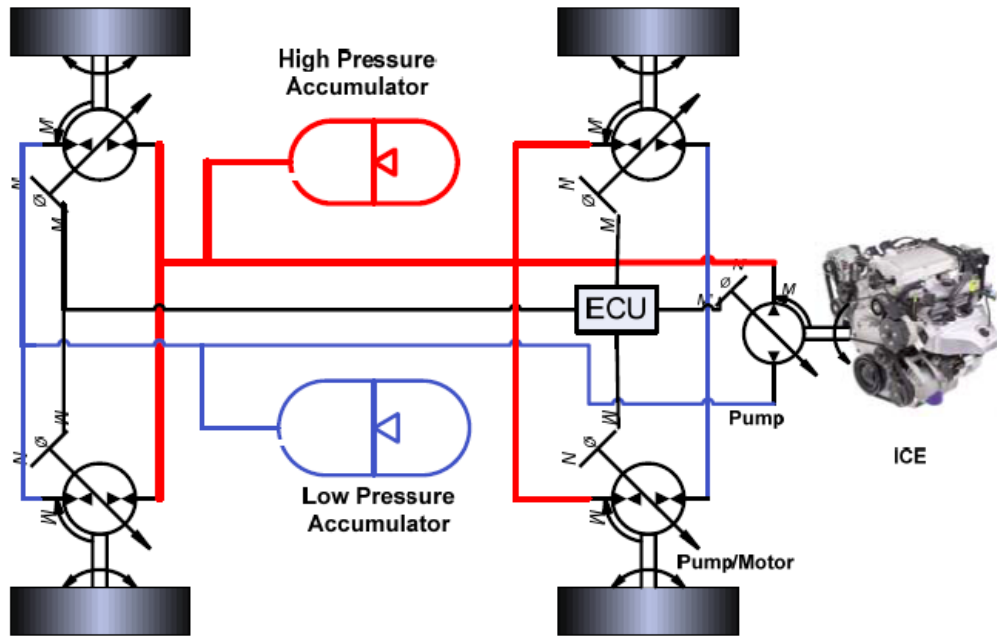 High Pressure
Accumulator
M'
M'
N'
Ø
M
N'
Ø
M
N'
Ø
M'
M
ECU
Pump
ICE
M
Ø
N
M
Ø
N
Low Pressure
Accumulator
M'
M'
Pump/Motor